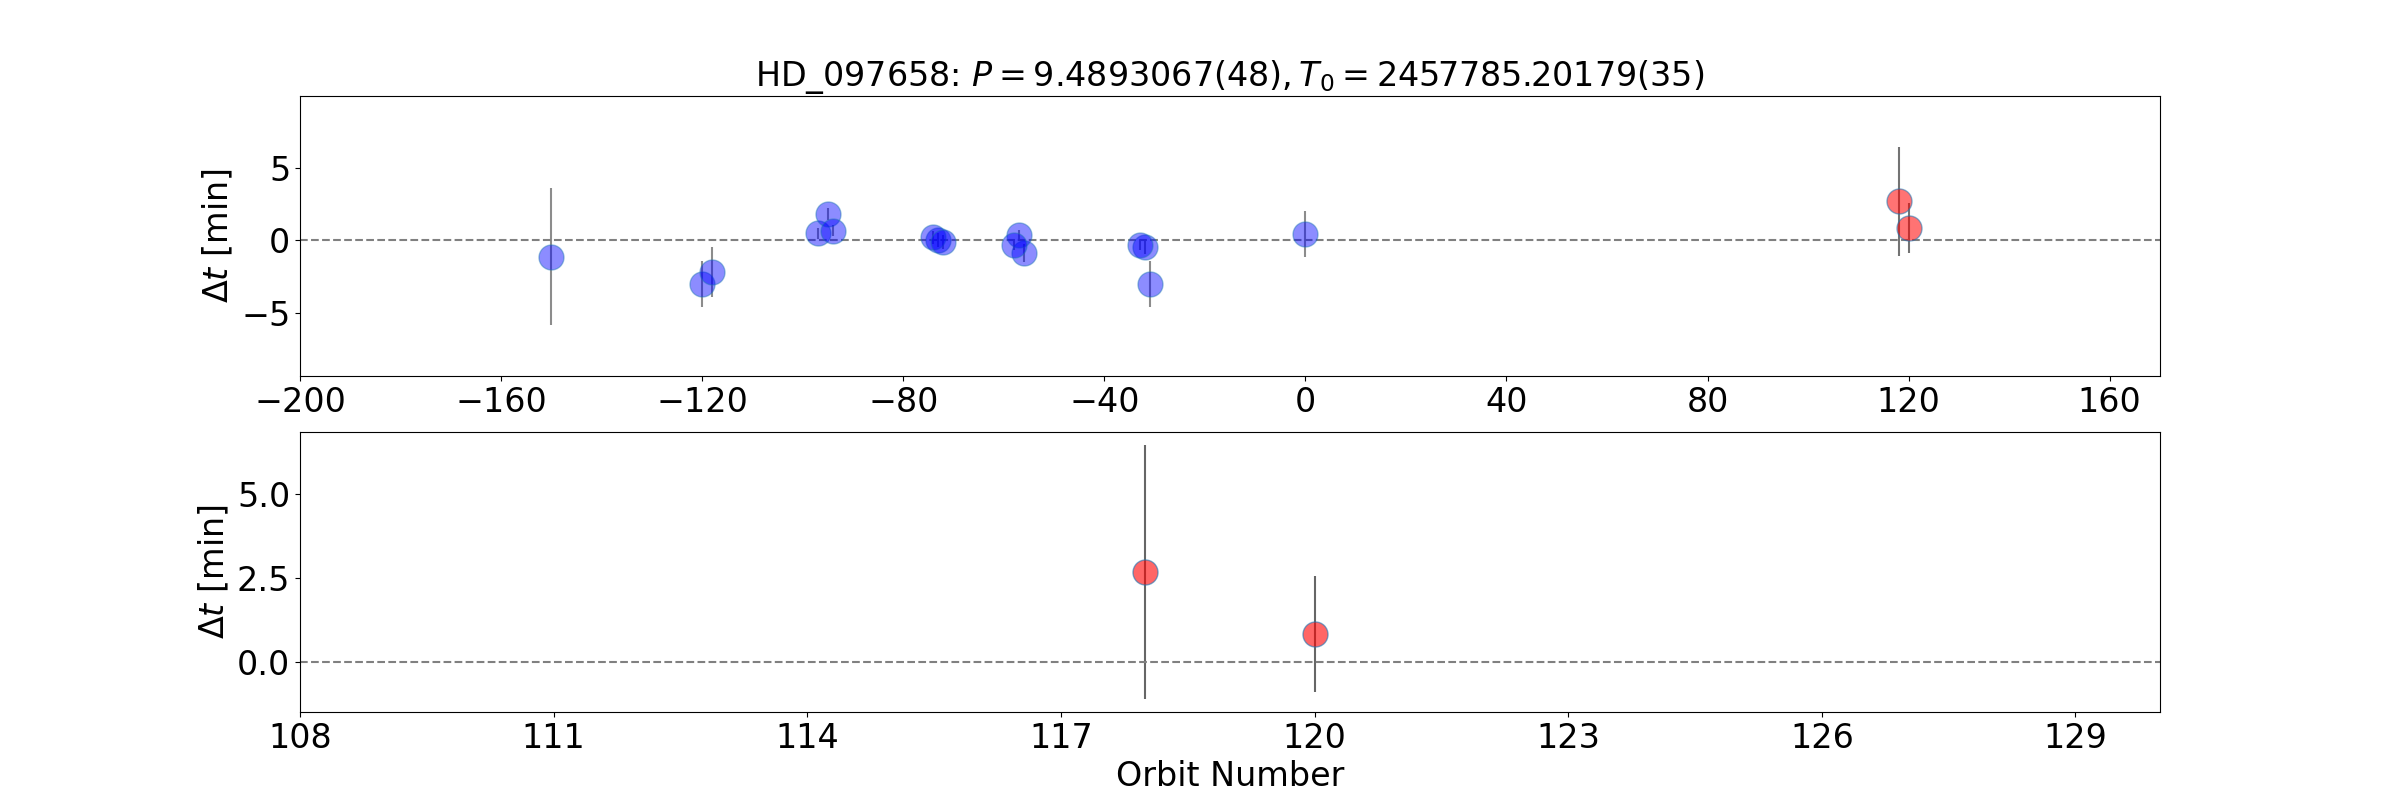 HD_097658: P = 9.4893067(48), T₀ = 2457785.20179(35)
Δt [min]
5
0
−5
−200 −160 −120 −80 −40 0 40 80 120 160
Δt [min]
5.0
2.5
0.0
108 111 114 117 120 123 126 129
Orbit Number